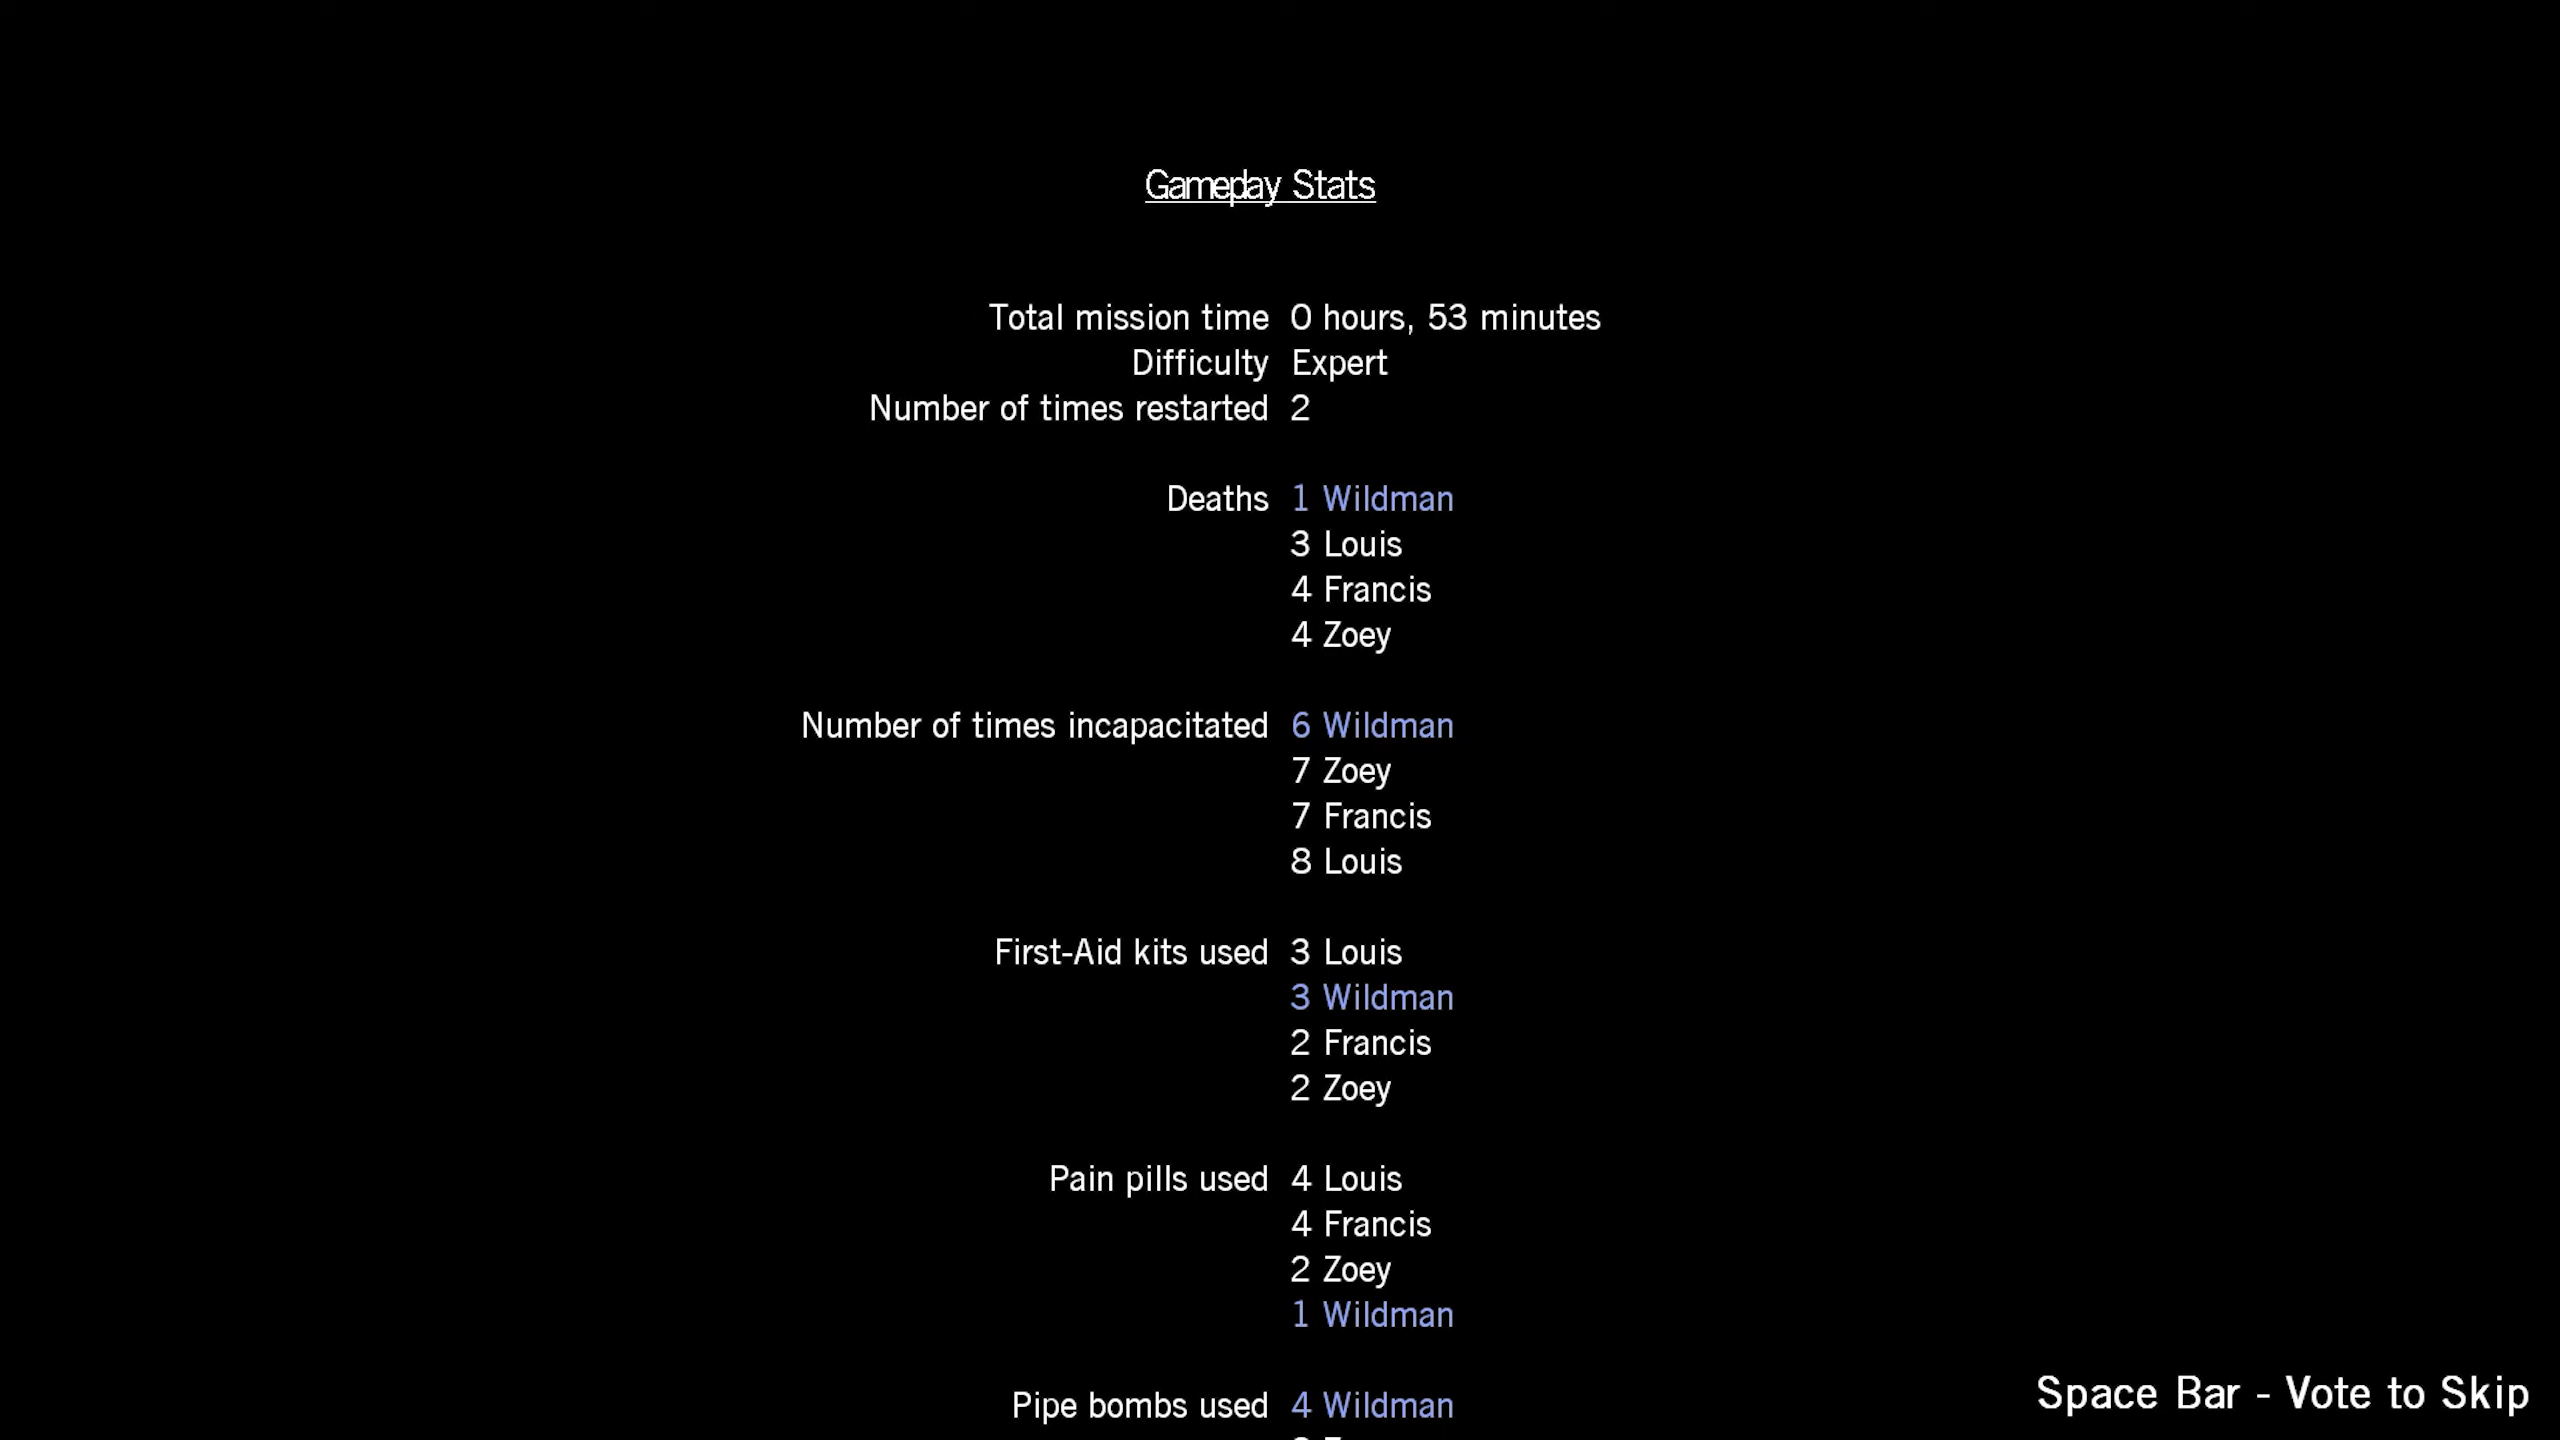 Gameplay Stats
Total mission time 0 hours, 53 minutes
Difficulty Expert
Number of times restarted 2
Deaths 1 Wildman
3 Louis
4 Francis
4 Zoey
Number of times incapacitated 6 Wildman
7 Zoey
7 Francis
8 Louis
First-Aid kits used 3 Louis
3 Wildman
2 Francis
2 Zoey
Pain pills used 4 Louis
4 Francis
2 Zoey
1 Wildman
Pipe bombs used 4 Wildman
Space Bar - Vote to Skip